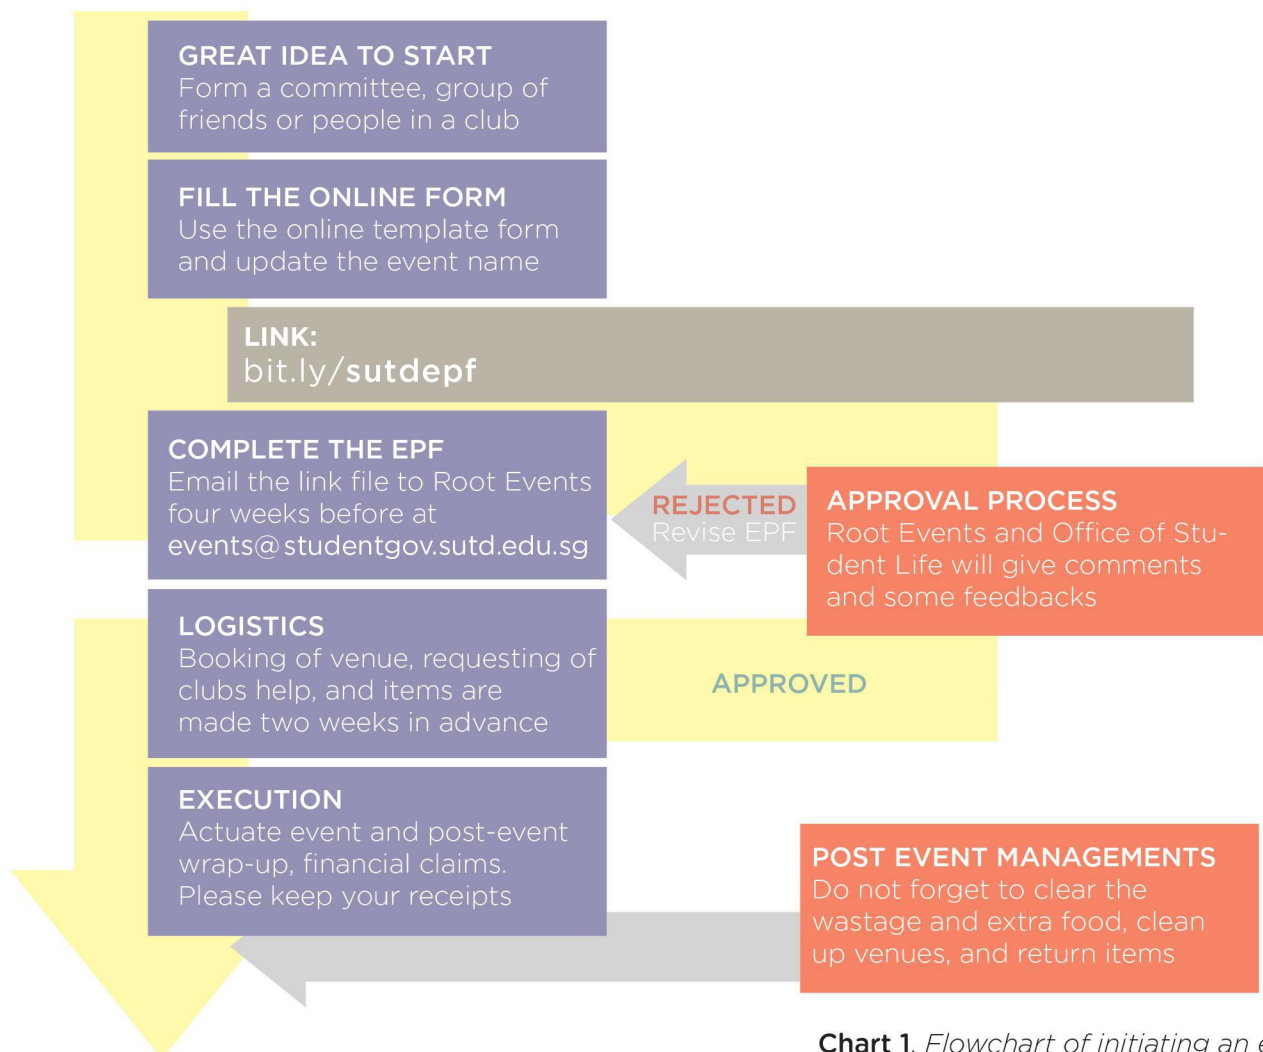 GREAT IDEA TO START
Form a committee, group of
friends or people in a club
FILL THE ONLINE FORM
Use the online template form
and update the event name
LINK:
bit.ly/sutdepf
COMPLETE THE EPF
Email the link file to Root Events
four weeks before at
events@studentgov.sutd.edu.sg
REJECTED
Revise EPF
APPROVAL PROCESS
Root Events and Office of Stu-
dent Life will give comments
and some feedbacks
LOGISTICS
Booking of venue, requesting of
clubs help, and items are
made two weeks in advance
APPROVED
EXECUTION
Actuate event and post-event
wrap-up, financial claims.
Please keep your receipts
POST EVENT MANAGEMENTS
Do not forget to clear the
wastage and extra food, clean
up venues, and return items
Chart 1. Flowchart of initiating an